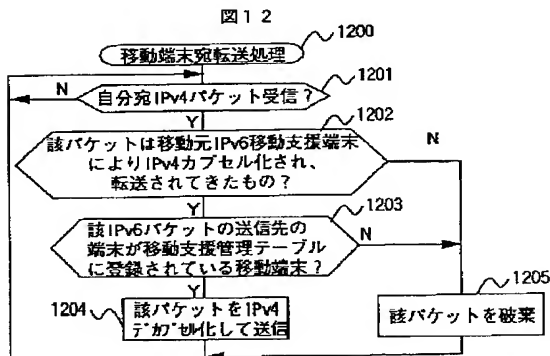 図12
移動端末宛転送処理
1200
N
自分宛IPv4パケット受信？
1201
Y
1202
該パケットは移動元IPv6移動支援端末
によりIPv4カプセル化され、
転送されてきたもの？
N
Y
1203
該IPv6パケットの送信先の
端末が移動支援管理テーブル
に登録されている移動端末？
N
Y
1204
該パケットをIPv4
デカプセル化して送信
1205
該パケットを破棄